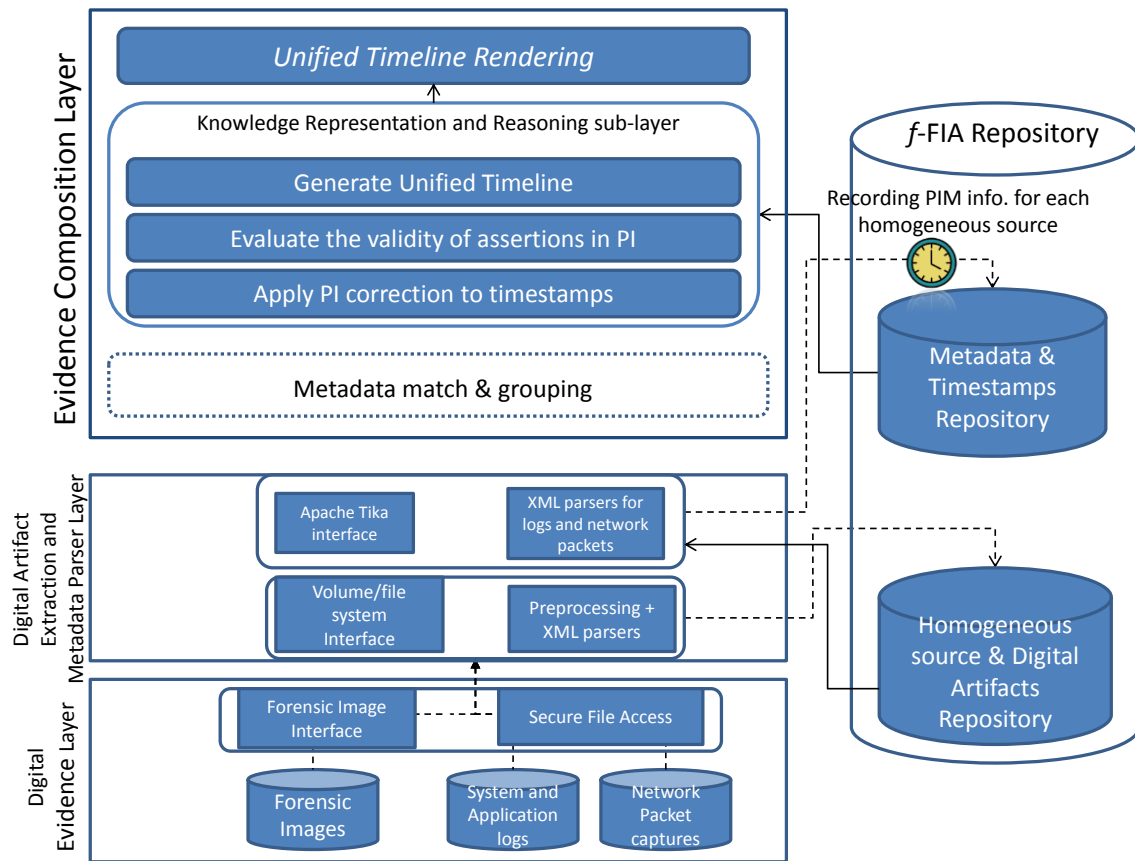 Evidence Composition Layer
Unified Timeline Rendering
Knowledge Representation and Reasoning sub-layer
Generate Unified Timeline
Evaluate the validity of assertions in PI
Apply PI correction to timestamps
Metadata match & grouping
f-FIA Repository
Recording PIM info. for each
homogeneous source
Metadata &
Timestamps
Repository
Digital Artifact
Extraction and
Metadata Parser Layer
Apache Tika
interface
XML parsers for
logs and network
packets
Volume/file
system
Interface
Preprocessing +
XML parsers
Homogeneous
source & Digital
Artifacts
Repository
Digital
Evidence Layer
Forensic Image
Interface
Secure File Access
Forensic
Images
System and
Application
logs
Network
Packet
captures